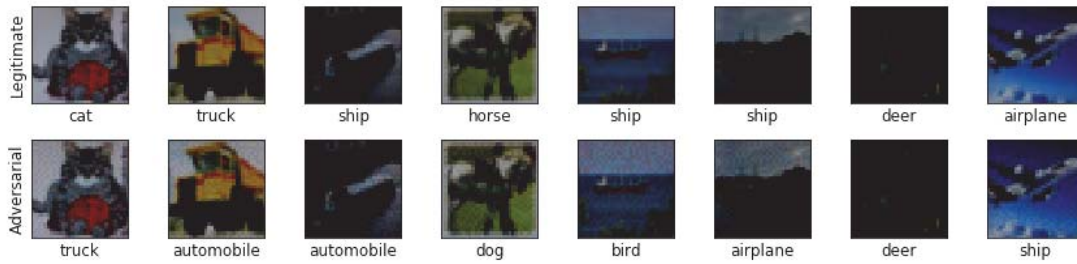 Legitimate
cat truck ship horse ship ship deer airplane
Adversarial
truck automobile automobile dog bird airplane deer ship